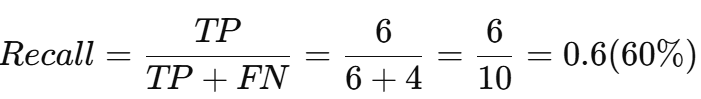 Recall = TP / (TP + FN) = 6 / (6 + 4) = 6 / 10 = 0.6(60%)